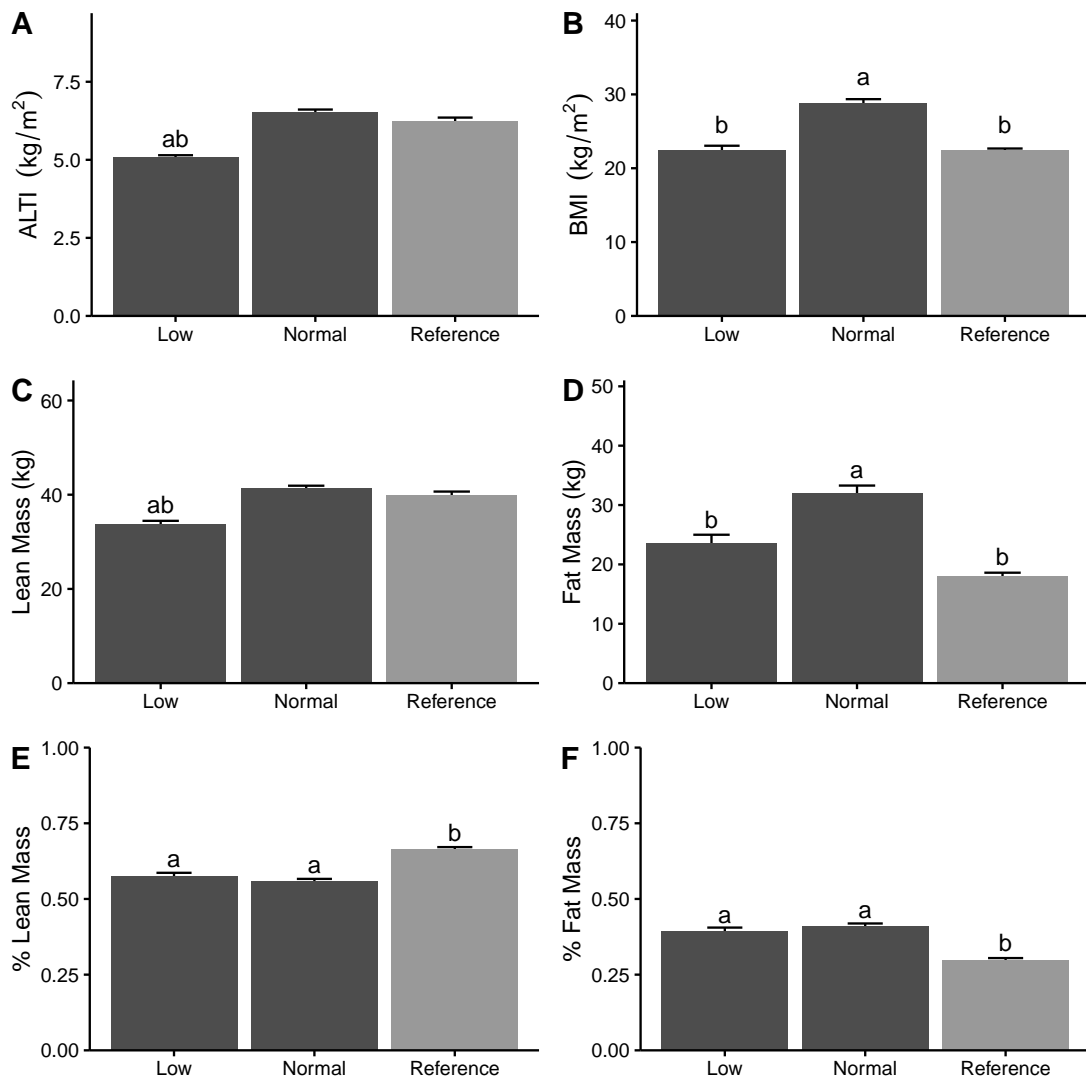 A
ALTI (kg/m²)
7.5
5.0
2.5
0.0
ab
Low Normal Reference
B
BMI (kg/m²)
40
30
20
10
0
b a b
Low Normal Reference
C
Lean Mass (kg)
60
40
20
0
ab
Low Normal Reference
D
Fat Mass (kg)
50
40
30
20
10
0
b a b
Low Normal Reference
E
% Lean Mass
1.00
0.75
0.50
0.25
0.00
a a b
Low Normal Reference
F
% Fat Mass
1.00
0.75
0.50
0.25
0.00
a a b
Low Normal Reference